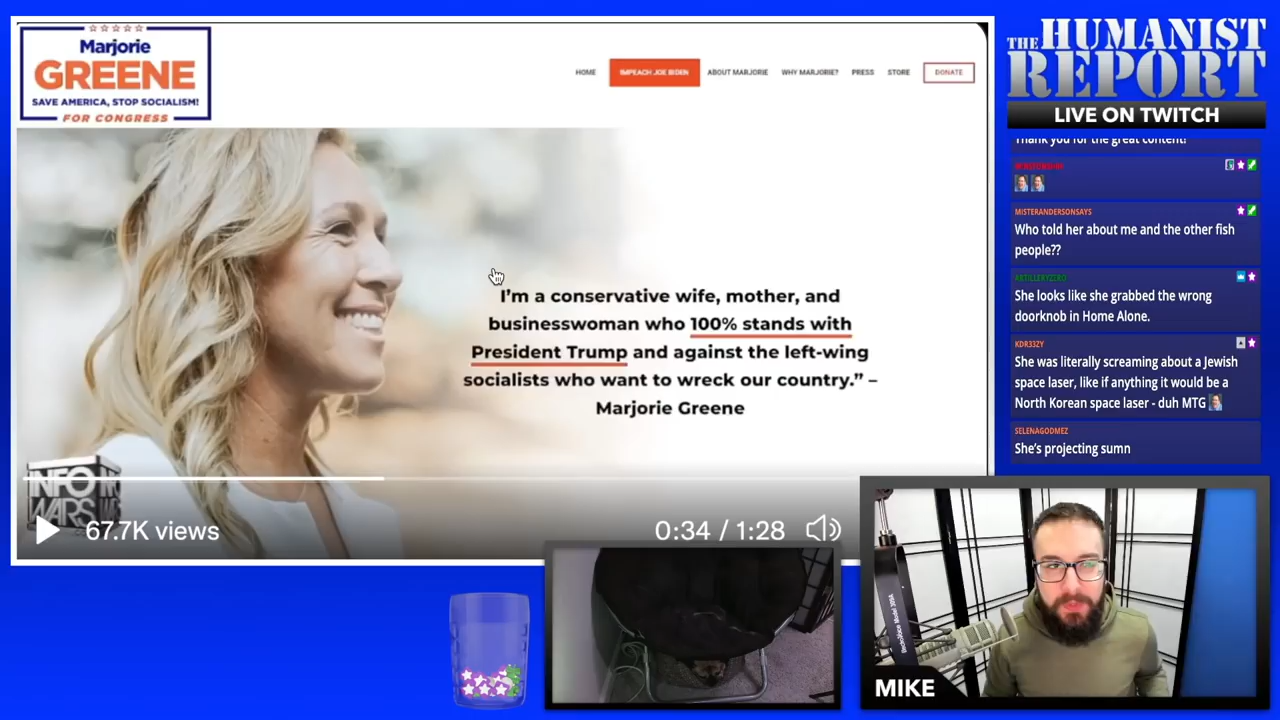 Marjorie
GREENE
SAVE AMERICA, STOP SOCIALISM!
FOR CONGRESS
HOME
IMPEACH JOE BIDEN
ABOUT MARJORIE
WHY MARJORIE?
PRESS
STORE
DONATE
I'm a conservative wife, mother, and
businesswoman who 100% stands with
President Trump and against the left-wing
socialists who want to wreck our country.” –
Marjorie Greene
INFO
WARS
67.7K views
0:34 / 1:28
THE HUMANIST
REPORT
LIVE ON TWITCH
Thank you for the great content!
MISTERANDERSONSAYS
Who told her about me and the other fish
people??
ARTILLERYZERO
She looks like she grabbed the wrong
doorknob in Home Alone.
KDR33ZY
She was literally screaming about a Jewish
space laser, like if anything it would be a
North Korean space laser - duh MTG
SELENAGODMEZ
She's projecting sumn
MIKE